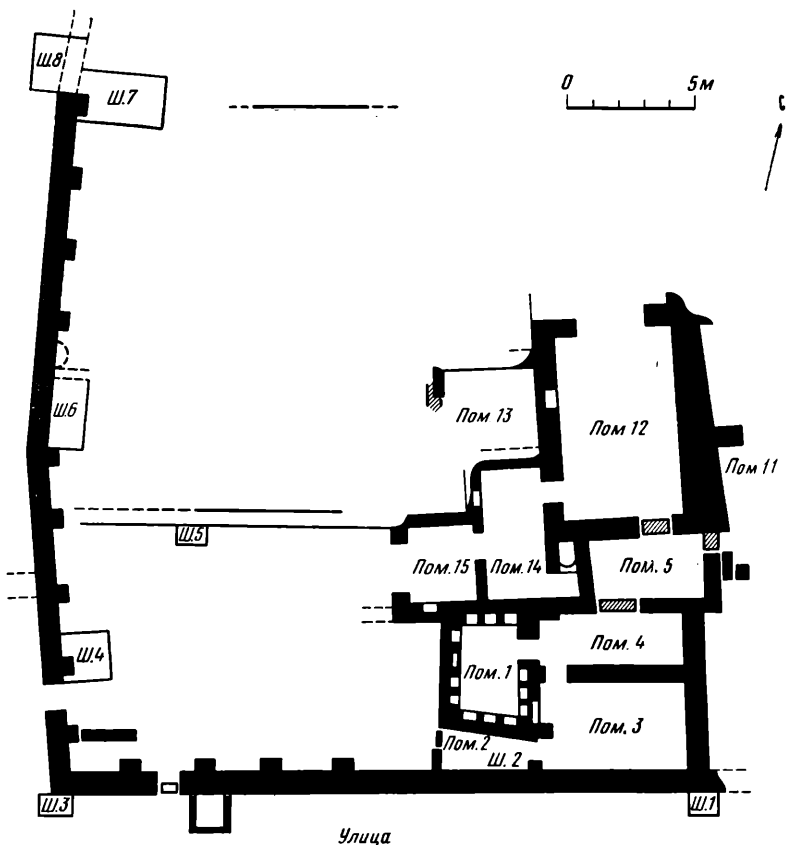 Ш.8
Ш.7
0 5м
С
Ш.6
Пом 13
Пом 12
Пом 11
Ш.5
Пом. 15
Пом. 14
Пом. 5
Ш.4
Пом. 1
Пом. 4
Пом. 3
Пом. 2
Ш. 2
Ш.3
Ш.1
Улица